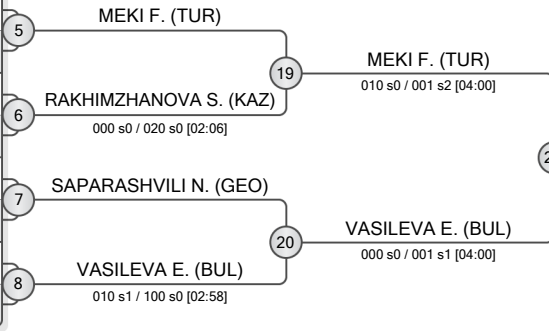 MEKI F. (TUR)
5
19
MEKI F. (TUR)
010 s0 / 001 s2 [04:00]
RAKHIMZHANOVA S. (KAZ)
6
000 s0 / 020 s0 [02:06]
SAPARASHVILI N. (GEO)
7
20
VASILEVA E. (BUL)
000 s0 / 001 s1 [04:00]
VASILEVA E. (BUL)
8
010 s1 / 100 s0 [02:58]